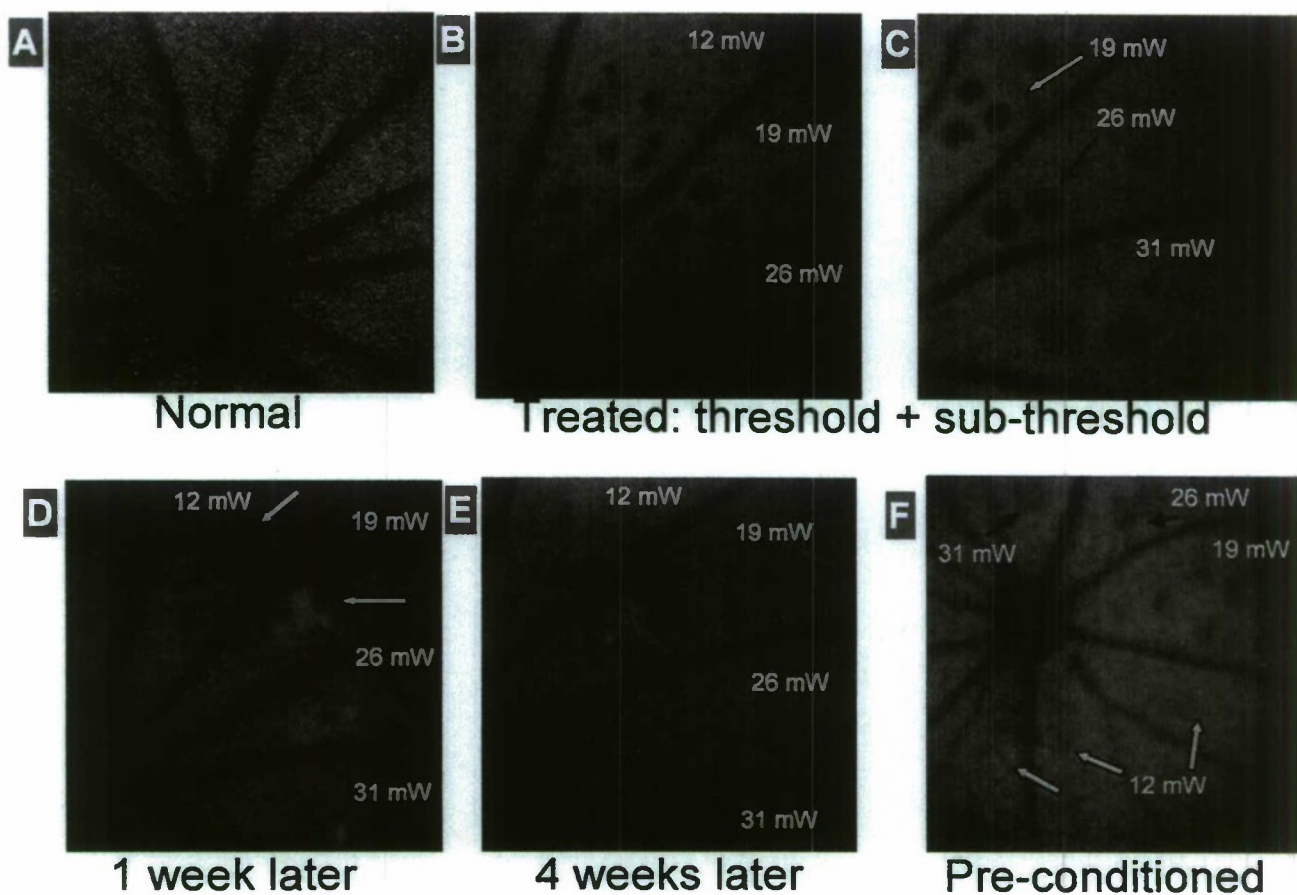 A
B
12 mW
19 mW
26 mW
C
19 mW
26 mW
31 mW
Normal
Treated: threshold + sub-threshold
D
12 mW
19 mW
26 mW
31 mW
E
12 mW
19 mW
26 mW
31 mW
F
26 mW
31 mW
19 mW
12 mW
1 week later
4 weeks later
Pre-conditioned